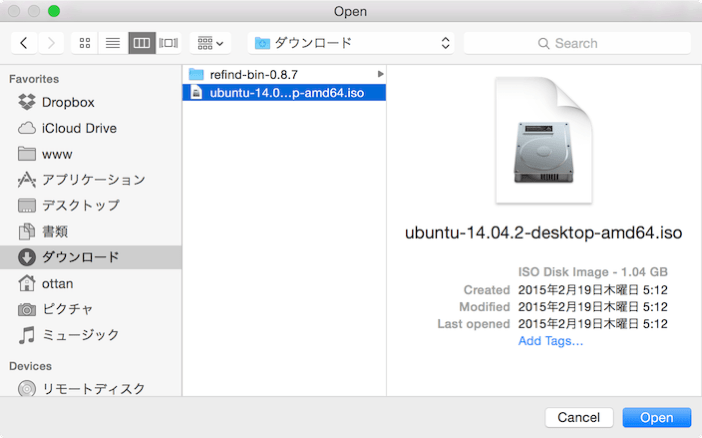 Open
ダウンロード
Search
Favorites
Dropbox
iCloud Drive
www
アプリケーション
デスクトップ
書類
ダウンロード
ottan
ピクチャ
ミュージック
Devices
リモートディスク
refind-bin-0.8.7
ubuntu-14.0...p-amd64.iso
ubuntu-14.04.2-desktop-amd64.iso
ISO Disk Image - 1.04 GB
Created 2015年2月19日木曜日 5:12
Modified 2015年2月19日木曜日 5:12
Last opened 2015年2月19日木曜日 5:12
Add Tags...
Cancel
Open